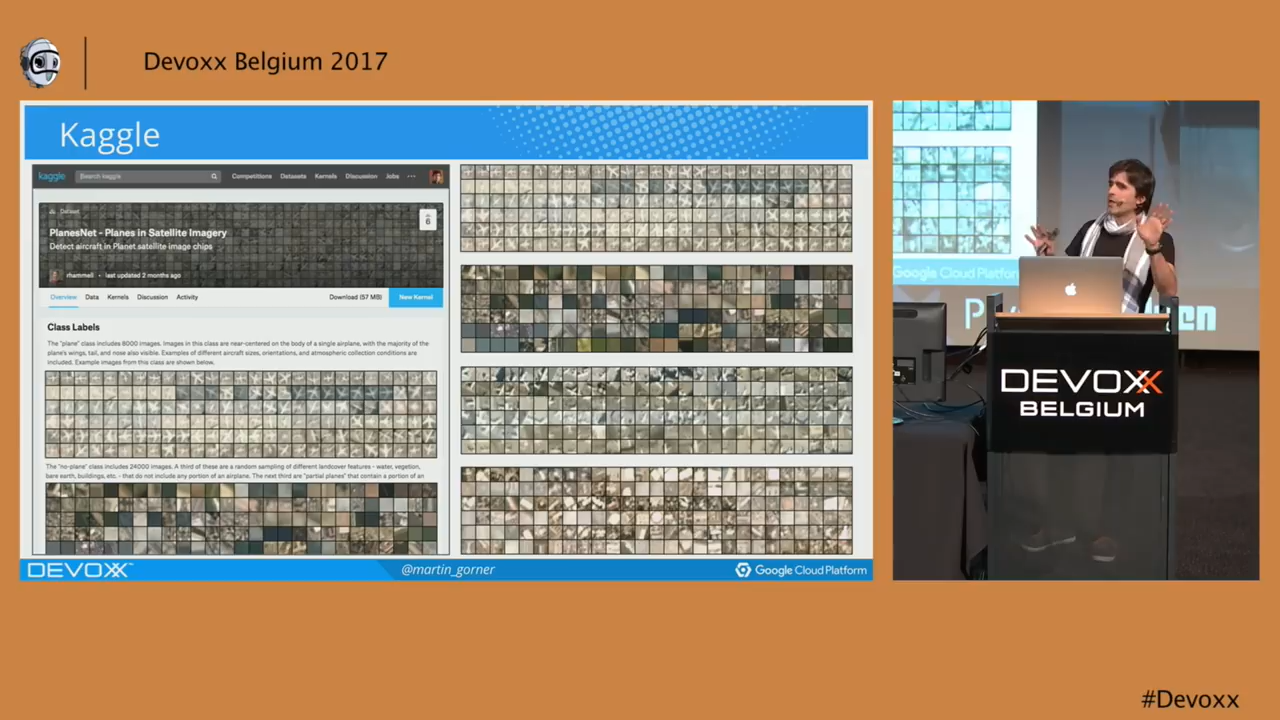 Devoxx Belgium 2017
Kaggle
kaggle
Search kaggle
Competitions Datasets Kernels Discussion Jobs ···
Dataset
PlanesNet - Planes in Satellite Imagery
Detect aircraft in Planet satellite image chips
6
rhammell • last updated 2 months ago
Overview Data Kernels Discussion Activity
Download (57 MB)
New Kernel
Class Labels
The "plane" class includes 8000 images. Images in this class are near-centered on the body of a single airplane, with the majority of the
plane's wings, tail, and nose also visible. Examples of different aircraft sizes, orientations, and atmospheric collection conditions are
included. Example images from this class are shown below.
The "no-plane" class includes 24000 images. A third of these are a random sampling of different landcover features - water, vegetion,
bare earth, buildings, etc. - that do not include any portion of an airplane. The next third are "partial planes" that contain a portion of an
DEVOXX™
@martin_gorner
Google Cloud Platform
Google Cloud Platform
DEVOXX
BELGIUM
#Devoxx